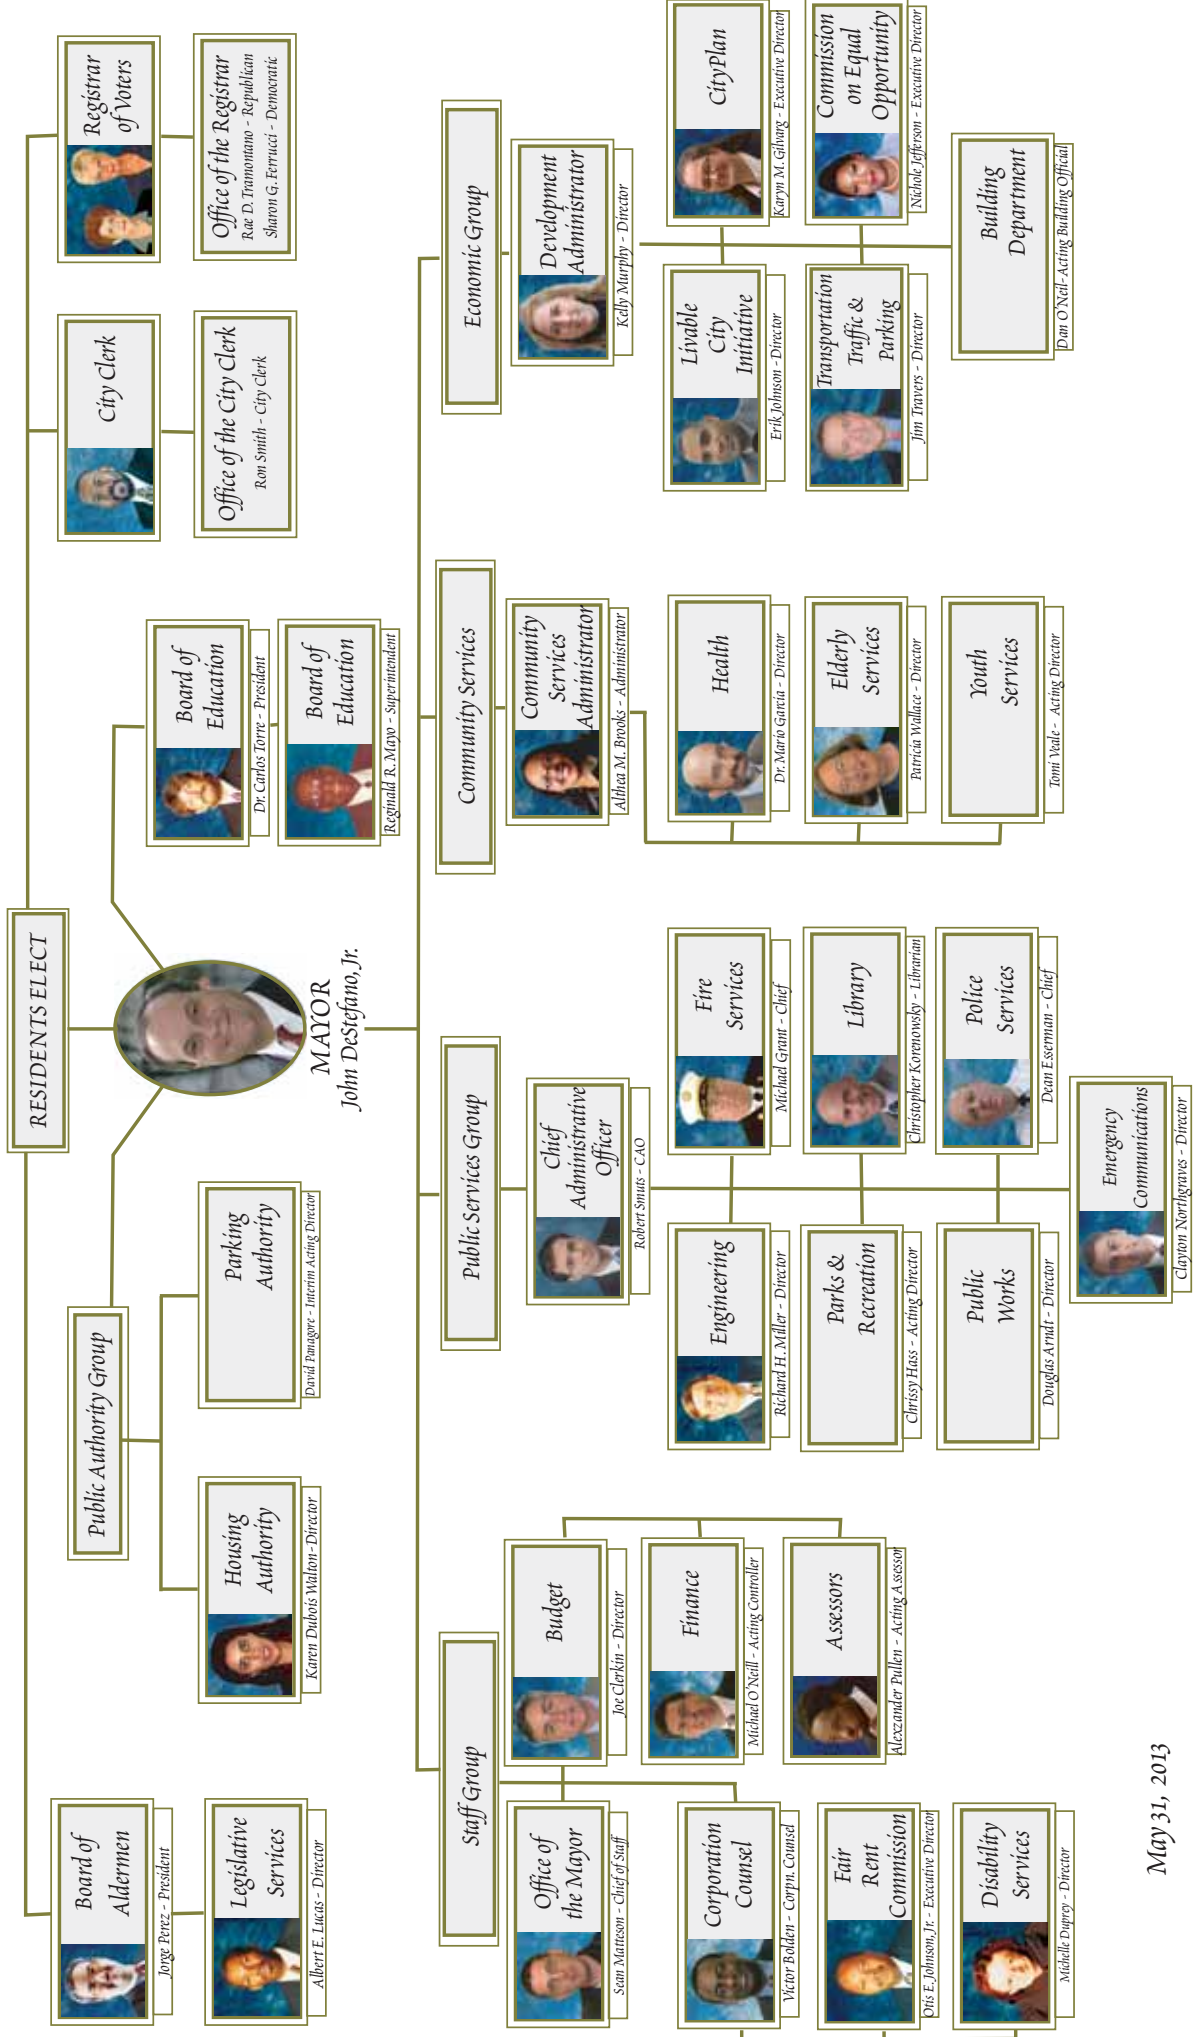 RESIDENTS ELECT
Board of
Aldermen
Jorge Perez - President
Legislative
Services
Albert E. Lucas - Director
Public Authority Group
Housing
Authority
Karen Dubois Walton - Director
Parking
Authority
David Panagore - Interim Acting Director
MAYOR
John DeStefano, Jr.
Board of
Education
Dr. Carlos Torre - President
Board of
Education
Reginald R. Mayo - Superintendent
City Clerk
Office of the City Clerk
Ron Smith - City Clerk
Registrar
of Voters
Office of the Registrar
Rae D. Tramontano - Republican
Sharon G. Ferrucci - Democratic
Staff Group
Office of
the Mayor
Sean Matteson - Chief of Staff
Budget
Joe Clerkin - Director
Corporation
Counsel
Victor Bolden - Corpn. Counsel
Finance
Michael O'Neill - Acting Controller
Fair
Rent
Commission
Otis E. Johnson, Jr. - Executive Director
Assessors
Alexzander Pullen - Acting Assessor
Disability
Services
Michelle Duprey - Director
Public Services Group
Chief
Administrative
Officer
Robert Smuts - CAO
Engineering
Richard H. Miller - Director
Fire
Services
Michael Grant - Chief
Parks &
Recreation
Chrissy Hass - Acting Director
Library
Christopher Korenowsky - Librarian
Public
Works
Douglas Arndt - Director
Police
Services
Dean Esserman - Chief
Emergency
Communications
Clayton Northgraves - Director
Community Services
Community
Services
Administrator
Althea M. Brooks - Administrator
Health
Dr. Mario Garcia - Director
Elderly
Services
Patricia Wallace - Director
Youth
Services
Tomi Veale - Acting Director
Economic Group
Development
Administrator
Kelly Murphy - Director
Livable
City
Initiative
Erik Johnson - Director
CityPlan
Karyn M. Gilvarg - Executive Director
Transportation
Traffic &
Parking
Jim Travers - Director
Commission
on Equal
Opportunity
Nichole Jefferson - Executive Director
Building
Department
Dan O'Neil- Acting Building Official
May 31, 2013